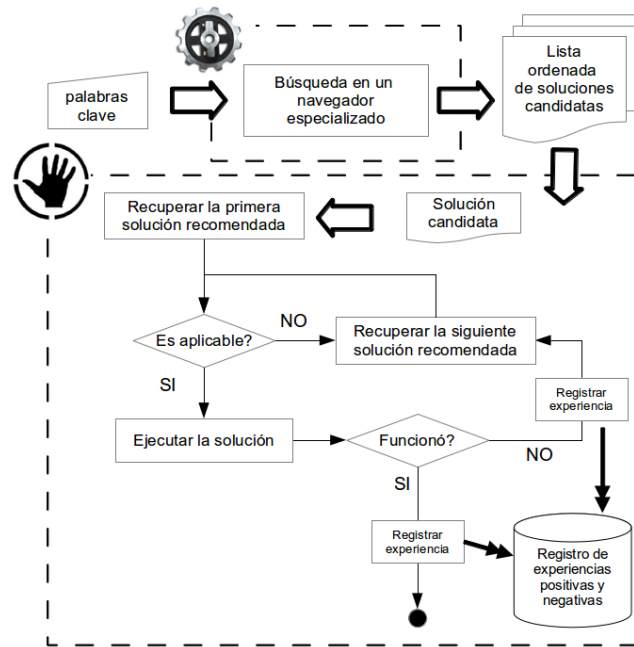 palabras
clave
Búsqueda en un
navegador
especializado
Lista
ordenada
de soluciones
candidatas
Recuperar la primera
solución recomendada
Solución
candidata
Es aplicable?
NO
Recuperar la siguiente
solución recomendada
SI
Registrar
experiencia
Ejecutar la solución
Funcionó?
NO
SI
Registrar
experiencia
Registro de
experiencias
positivas y
negativas